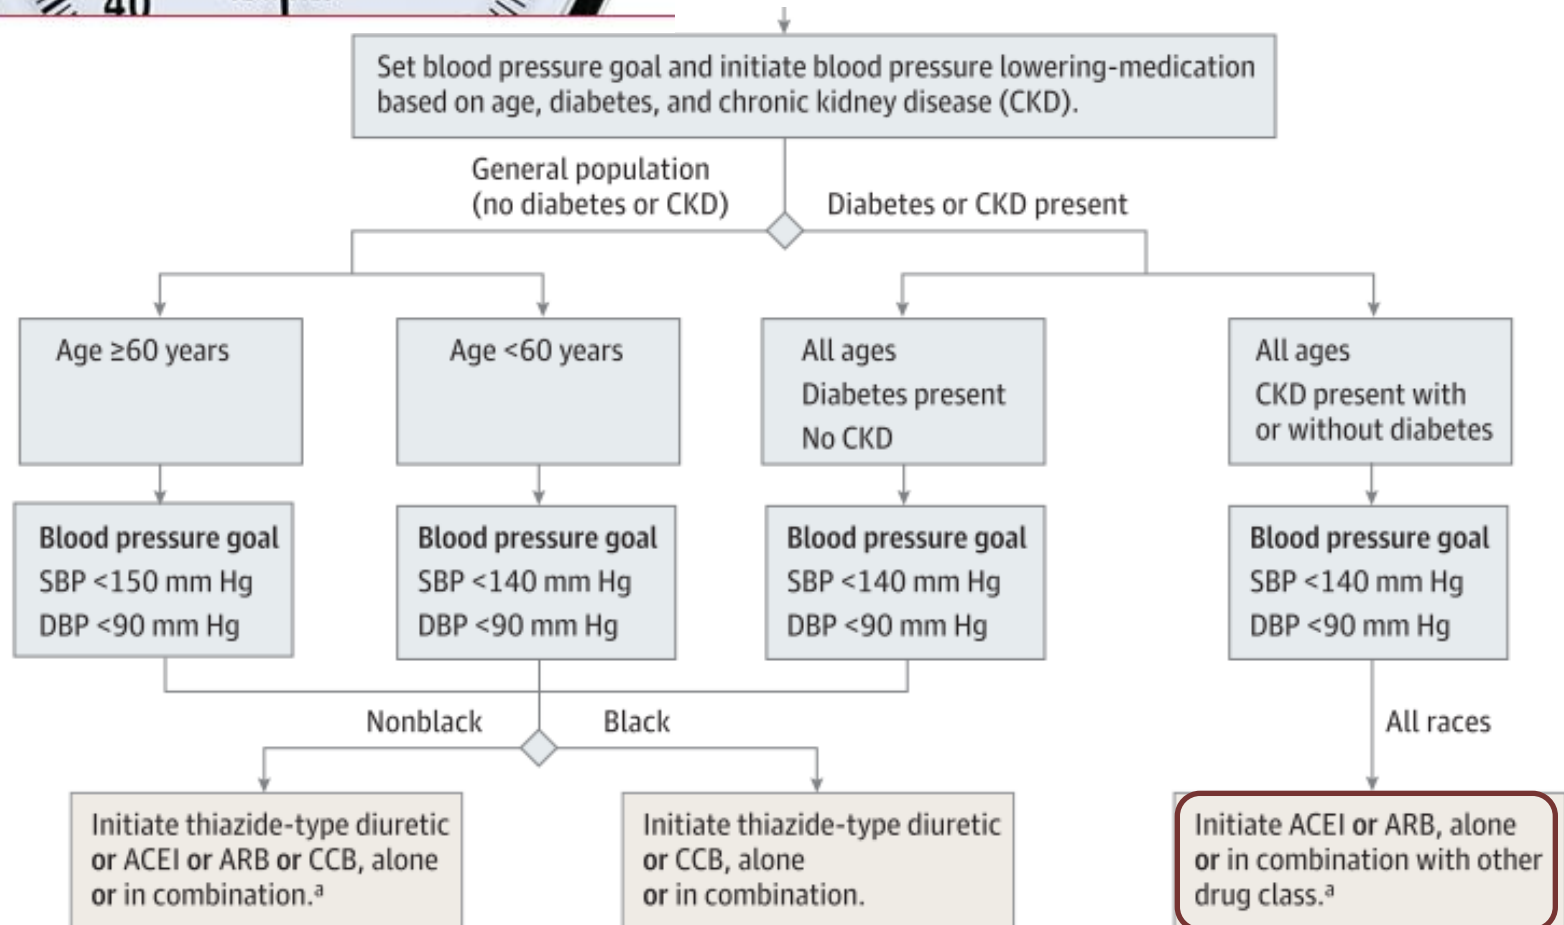 40
Set blood pressure goal and initiate blood pressure lowering-medication
based on age, diabetes, and chronic kidney disease (CKD).
General population
(no diabetes or CKD)
Diabetes or CKD present
Age ≥60 years
Age <60 years
All ages
Diabetes present
No CKD
All ages
CKD present with
or without diabetes
Blood pressure goal
SBP <150 mm Hg
DBP <90 mm Hg
Blood pressure goal
SBP <140 mm Hg
DBP <90 mm Hg
Blood pressure goal
SBP <140 mm Hg
DBP <90 mm Hg
Blood pressure goal
SBP <140 mm Hg
DBP <90 mm Hg
Nonblack
Black
All races
Initiate thiazide-type diuretic
or ACEI or ARB or CCB, alone
or in combination.ᵃ
Initiate thiazide-type diuretic
or CCB, alone
or in combination.
Initiate ACEI or ARB, alone
or in combination with other
drug class.ᵃ